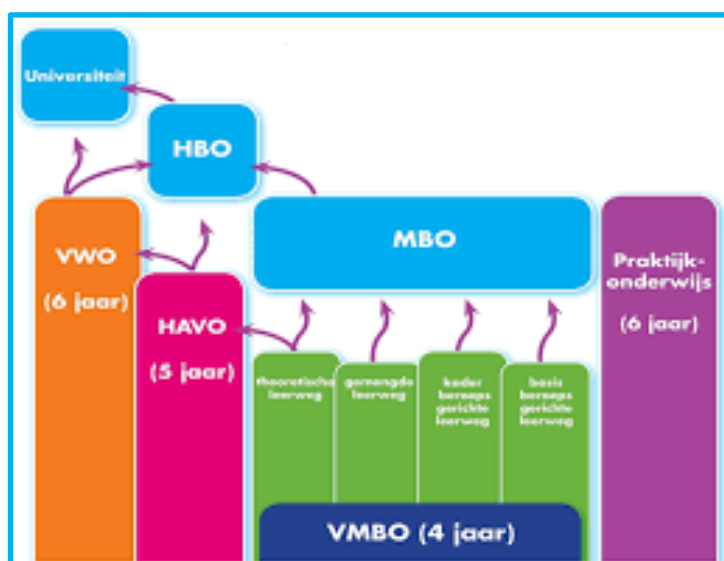 Universiteit
HBO
VWO
(6 jaar)
HAVO
(5 jaar)
MBO
Praktijk-
onderwijs
(6 jaar)
theoretische
leerweg
gemengde
leerweg
kader
beroeps
gerichte
leerweg
basis
beroeps
gerichte
leerweg
VMBO (4 jaar)